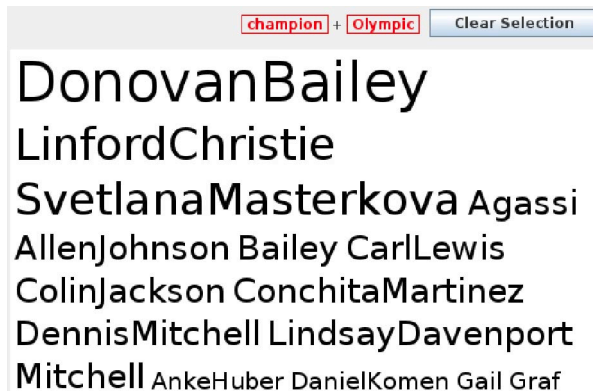 champion + Olympic Clear Selection
DonovanBailey
LinfordChristie
SvetlanaMasterkova Agassi
AllenJohnson Bailey CarlLewis
ColinJackson ConchitaMartinez
DennisMitchell LindsayDavenport
Mitchell AnkeHuber DanielKomen Gail Graf